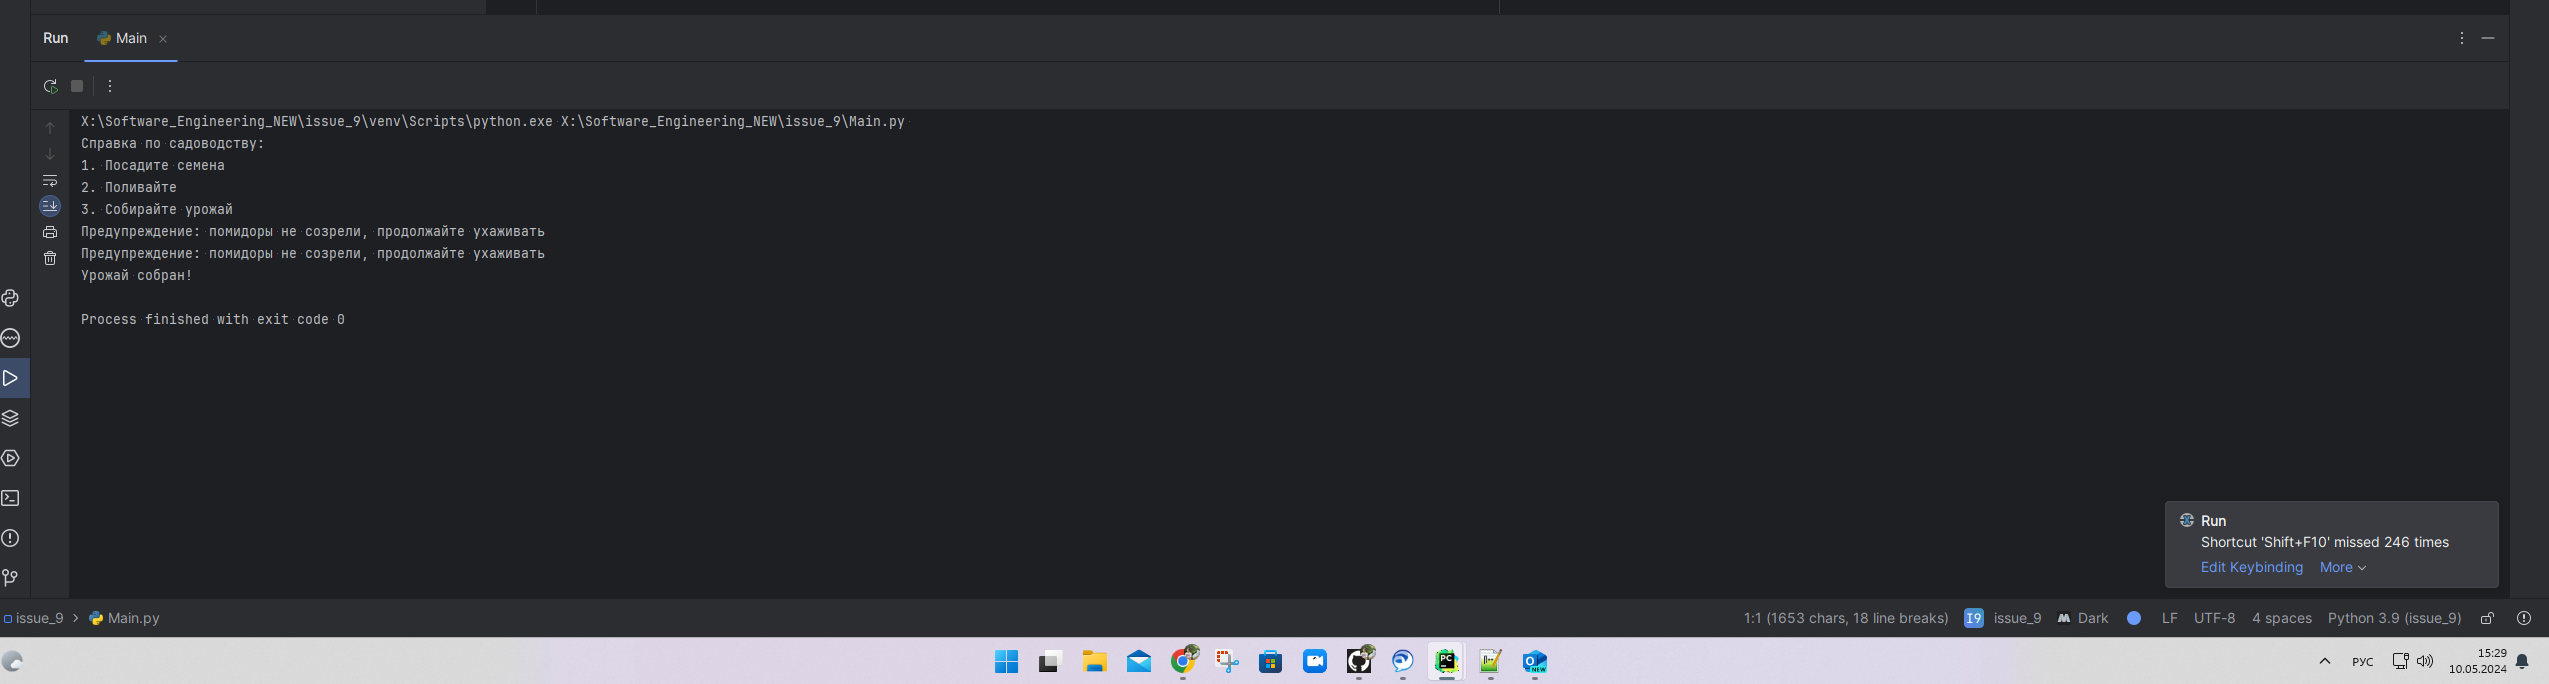 Run
Main
X:\Software_Engineering_NEW\issue_9\venv\Scripts\python.exe X:\Software_Engineering_NEW\issue_9\Main.py
Справка по садоводству:
1. Посадите семена
2. Поливайте
3. Собирайте урожай
Предупреждение: помидоры не созрели, продолжайте ухаживать
Предупреждение: помидоры не созрели, продолжайте ухаживать
Урожай собран!
Process finished with exit code 0
Run
Shortcut 'Shift+F10' missed 246 times
Edit Keybinding More
issue_9 Main.py
1:1 (1653 chars, 18 line breaks) I9 issue_9 Dark LF UTF-8 4 spaces Python 3.9 (issue_9)
PC
NEW
РУС
15:29
10.05.2024